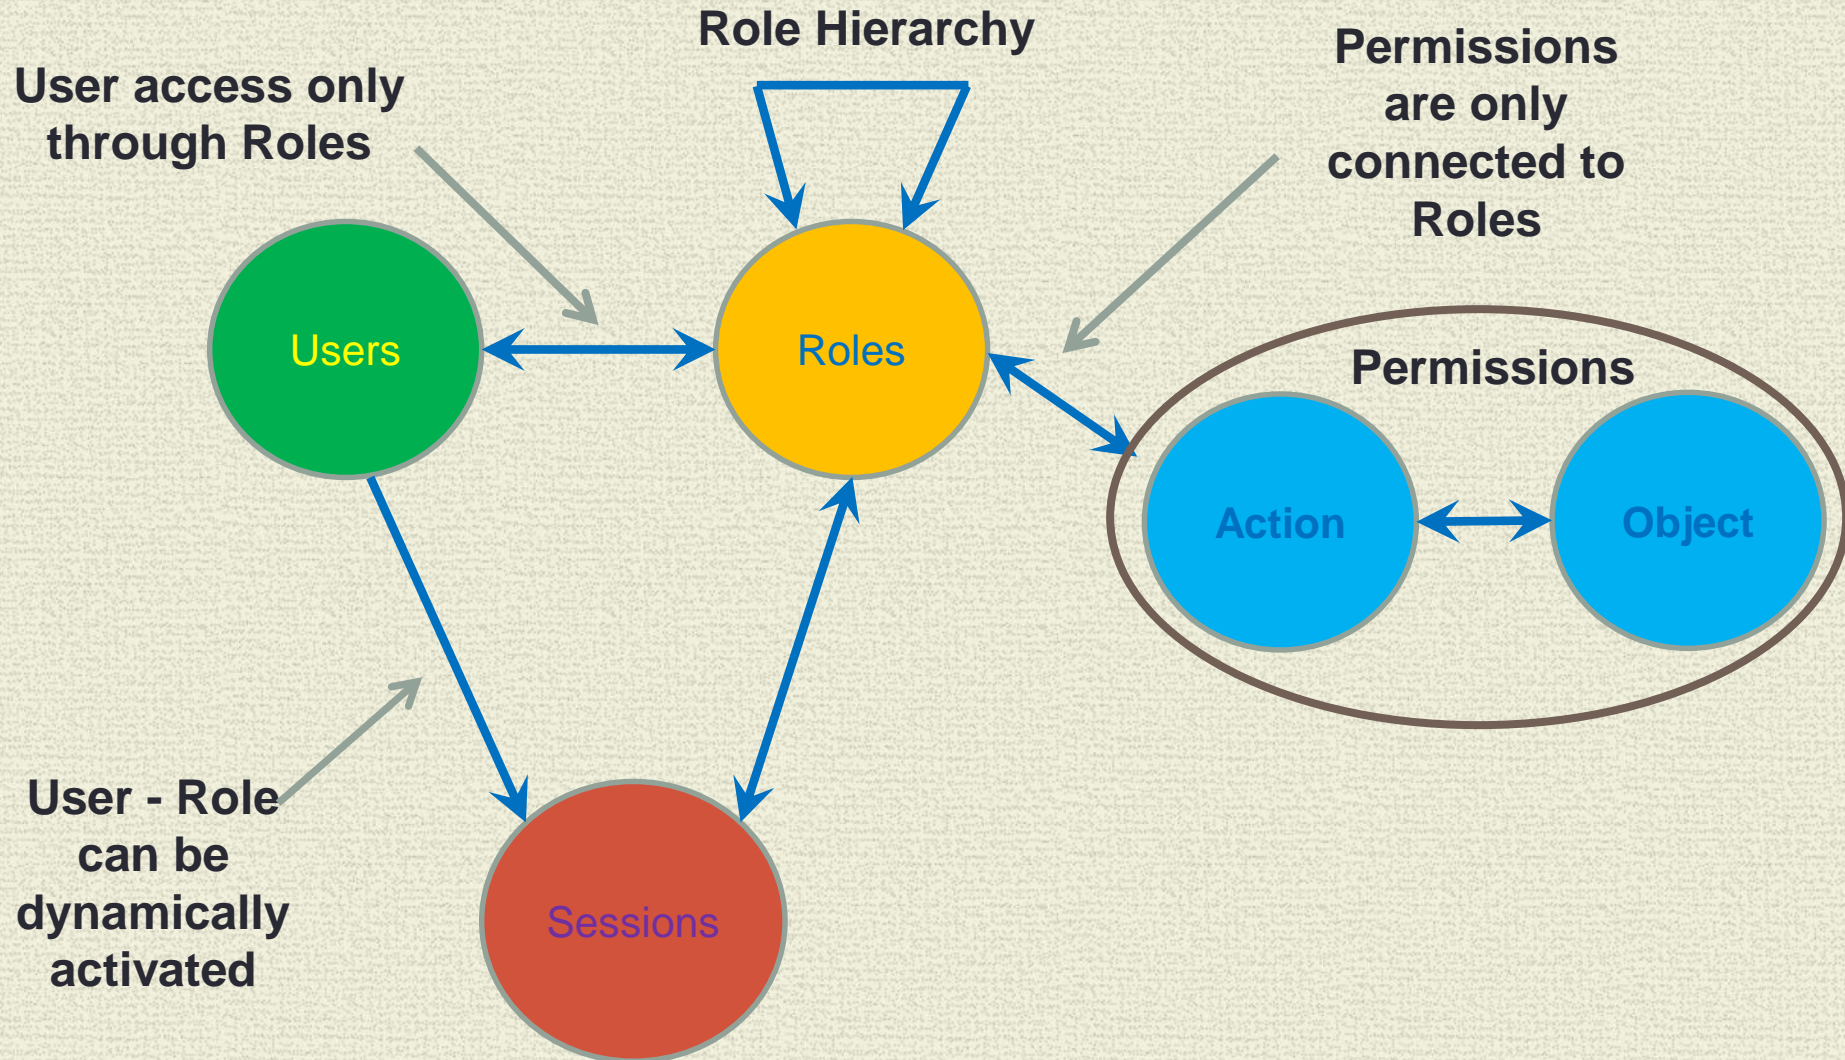 Role Hierarchy
User access only
through Roles
Permissions
are only
connected to
Roles
Users
Roles
Permissions
Action
Object
User - Role
can be
dynamically
activated
Sessions